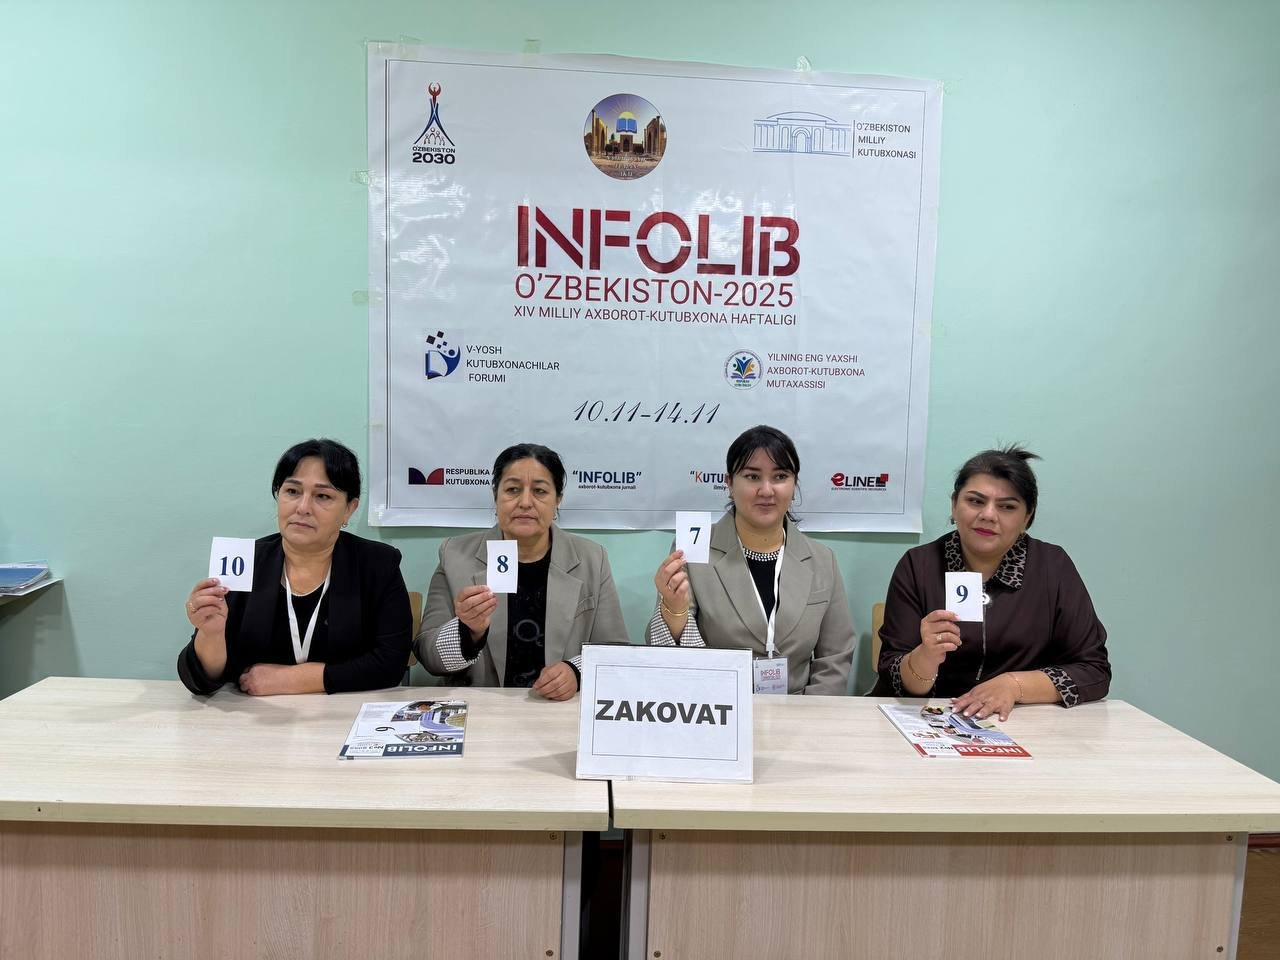 O'ZBEKISTON
2030
O'ZBEKISTON
MILLIY
KUTUBXONASI
INFOLIB
O'ZBEKISTON-2025
XIV MILLIY AXBOROT-KUTUBXONA HAFTALIGI
V-YOSH
KUTUBXONACHILAR
FORUMI
YILNING ENG YAXSHI
AXBOROT-KUTUBXONA
MUTAXASSISI
10.11-14.11
RESPUBLIKA
KUTUBXONA
"INFOLIB"
axborot-kutubxona jurnali
eLINE
10
8
7
9
INFOLIB
ZAKOVAT
6
INFOLIB
INFOLIB